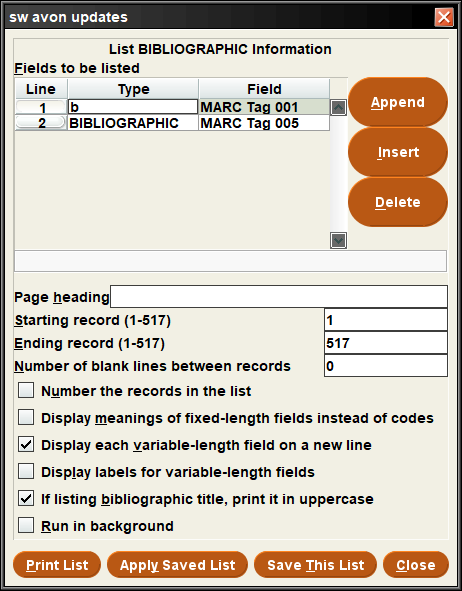 sw avon updates
List BIBLIOGRAPHIC Information
Fields to be listed
Line Type Field
1 b MARC Tag 001
2 BIBLIOGRAPHIC MARC Tag 005
Append
Insert
Delete
Page heading
Starting record (1-517) 1
Ending record (1-517) 517
Number of blank lines between records 0
Number the records in the list
Display meanings of fixed-length fields instead of codes
Display each variable-length field on a new line
Display labels for variable-length fields
If listing bibliographic title, print it in uppercase
Run in background
Print List Apply Saved List Save This List Close